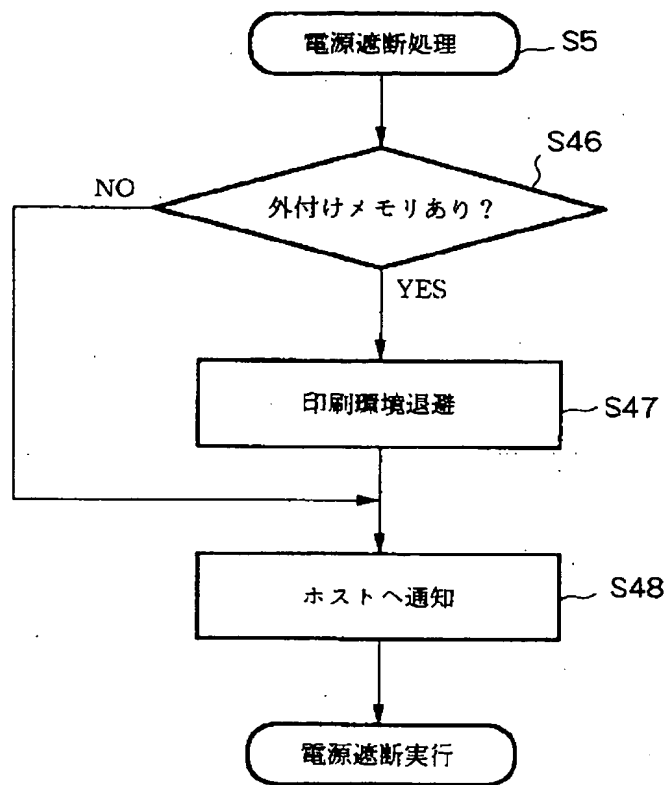 電源遮断処理
S5
S46
外付けメモリあり?
NO
YES
印刷環境退避
S47
ホストへ通知
S48
電源遮断実行